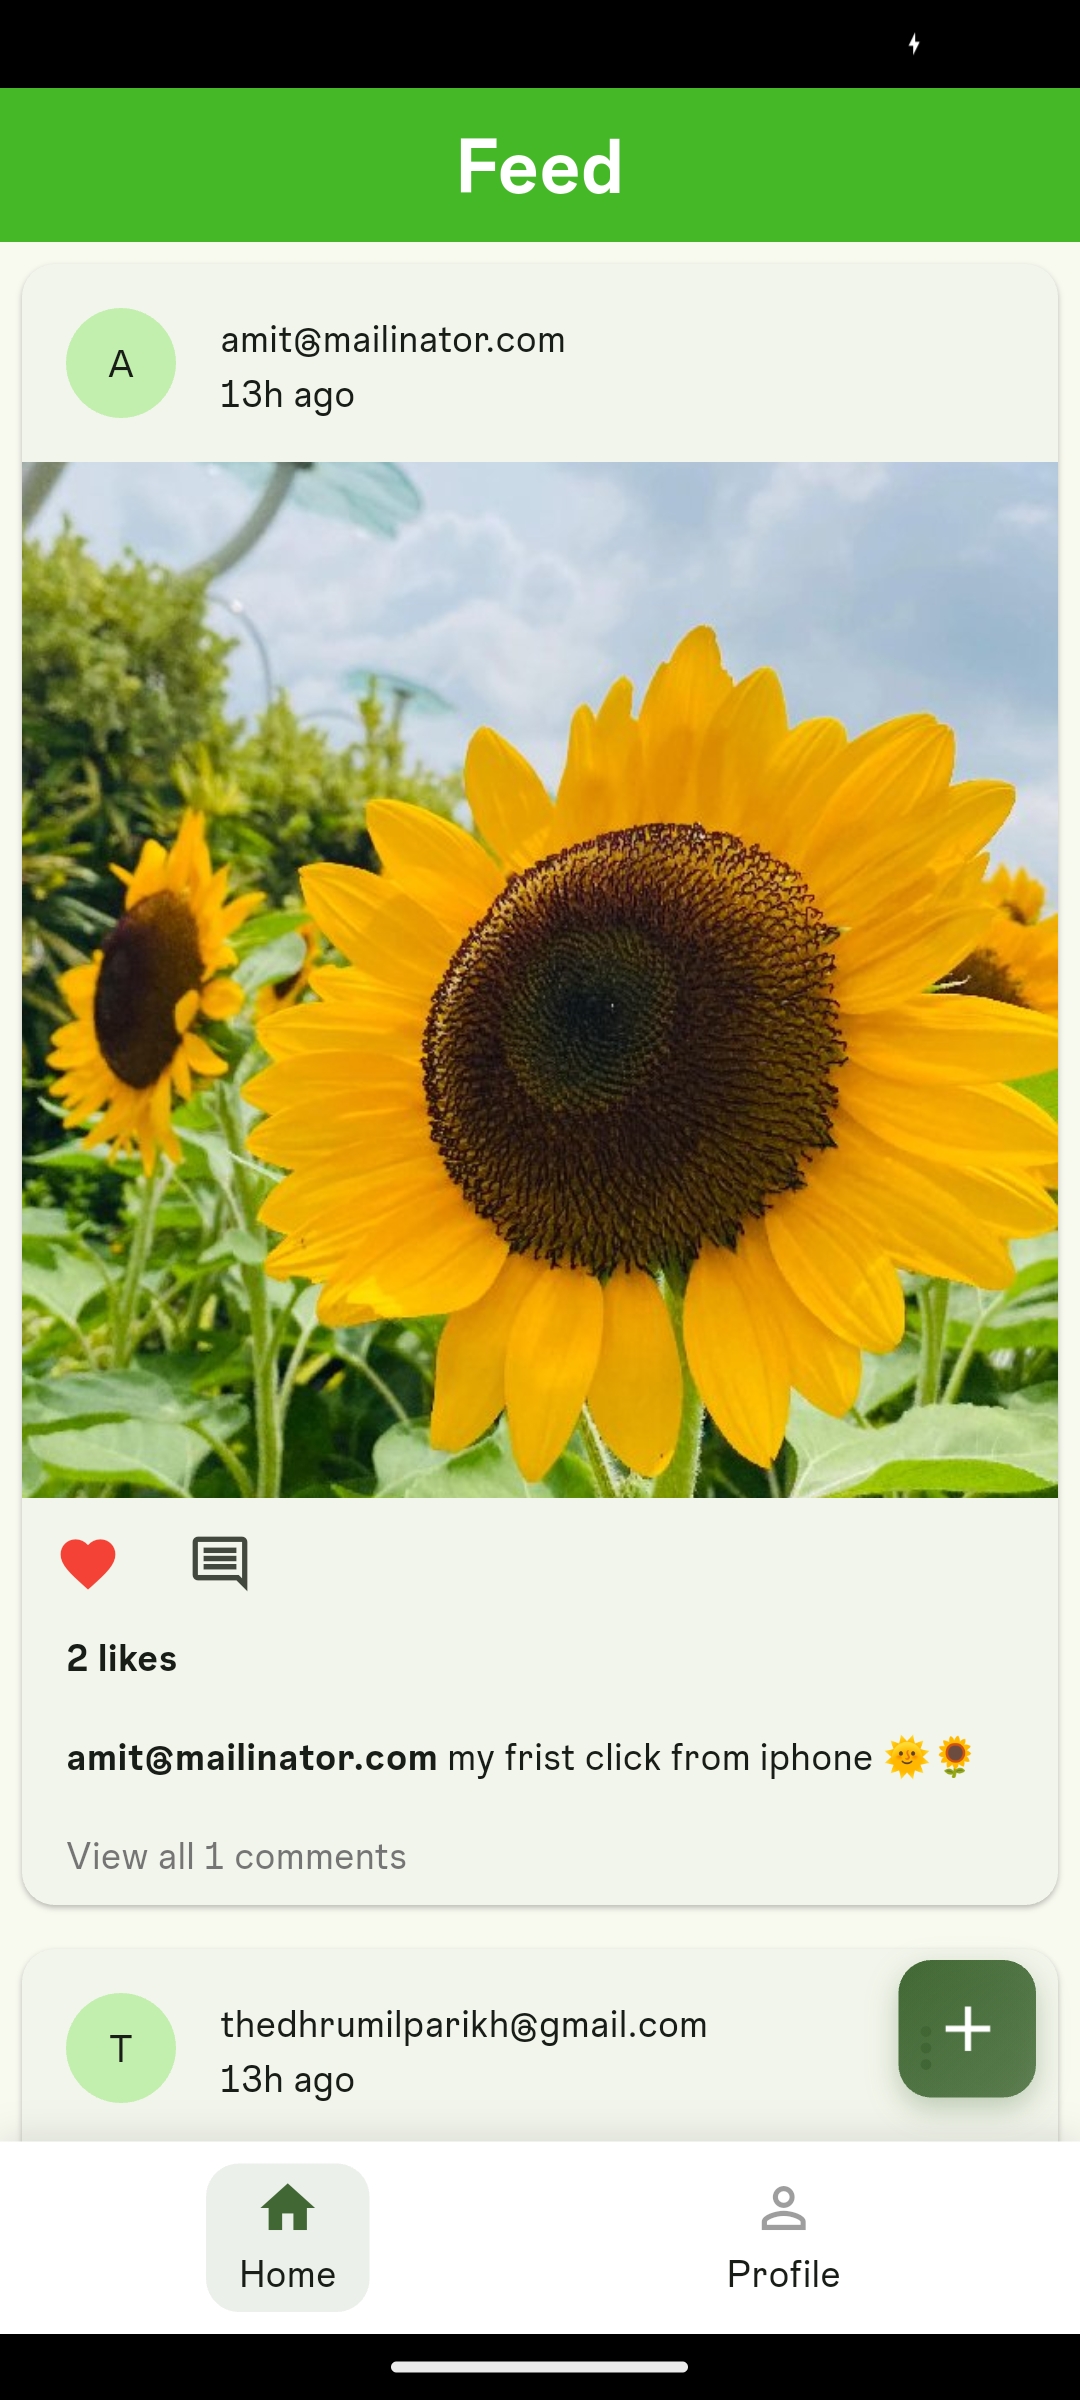 Feed
A
amit@mailinator.com
13h ago
2 likes
amit@mailinator.com my frist click from iphone 🌞🌻
View all 1 comments
T
thedhrumilparikh@gmail.com
13h ago
Home
Profile